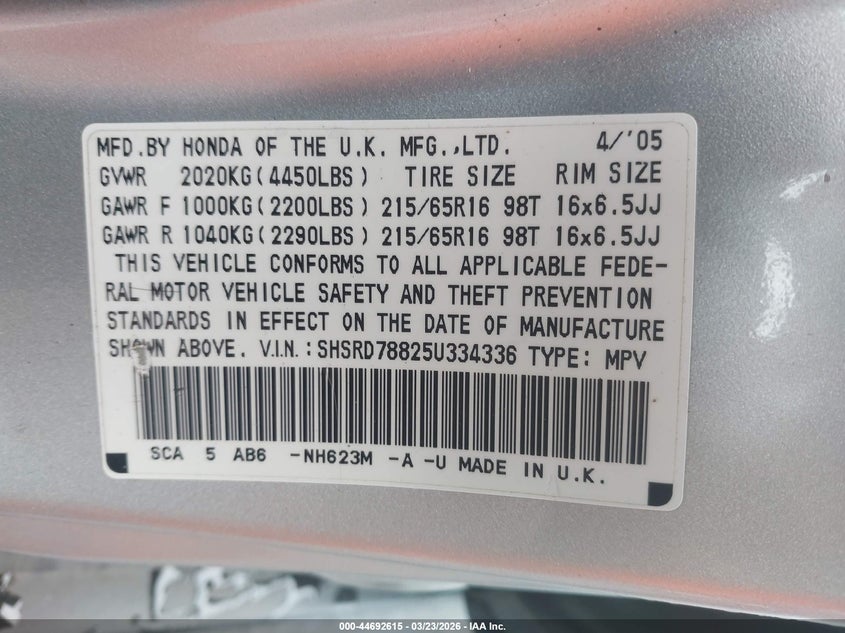 MFD.BY HONDA OF THE U.K. MFG.,LTD. 4/'05
GVWR 2020KG(4450LBS) TIRE SIZE RIM SIZE
GAWR F 1000KG(2200LBS) 215/65R16 98T 16x6.5JJ
GAWR R 1040KG(2290LBS) 215/65R16 98T 16x6.5JJ
THIS VEHICLE CONFORMS TO ALL APPLICABLE FEDE-
RAL MOTOR VEHICLE SAFETY AND THEFT PREVENTION
STANDARDS IN EFFECT ON THE DATE OF MANUFACTURE
SHOWN ABOVE. V.I.N.:SHSRD78825U334336 TYPE: MPV
SCA 5 AB6 -NH623M -A -U MADE IN U.K.
000-44692615 - 03/23/2026 - IAA Inc.